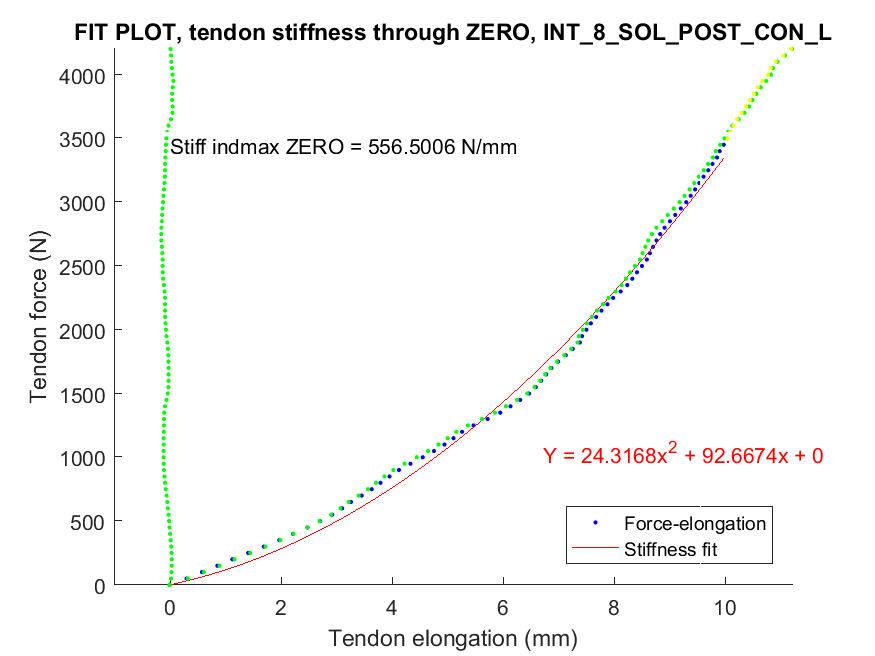 FIT PLOT, tendon stiffness through ZERO, INT_8_SOL_POST_CON_L
4000
3500
3000
2500
2000
1500
1000
500
0
Tendon force (N)
Stiff indmax ZERO = 556.5006 N/mm
Y = 24.3168x² + 92.6674x + 0
Force-elongation
Stiffness fit
0 2 4 6 8 10
Tendon elongation (mm)